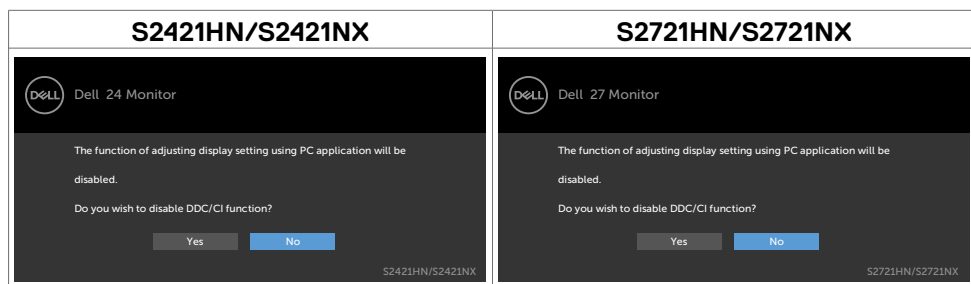 S2421HN/S2421NX
S2721HN/S2721NX
DELL
Dell 24 Monitor
The function of adjusting display setting using PC application will be
disabled.
Do you wish to disable DDC/CI function?
Yes
No
S2421HN/S2421NX
DELL
Dell 27 Monitor
The function of adjusting display setting using PC application will be
disabled.
Do you wish to disable DDC/CI function?
Yes
No
S2721HN/S2721NX